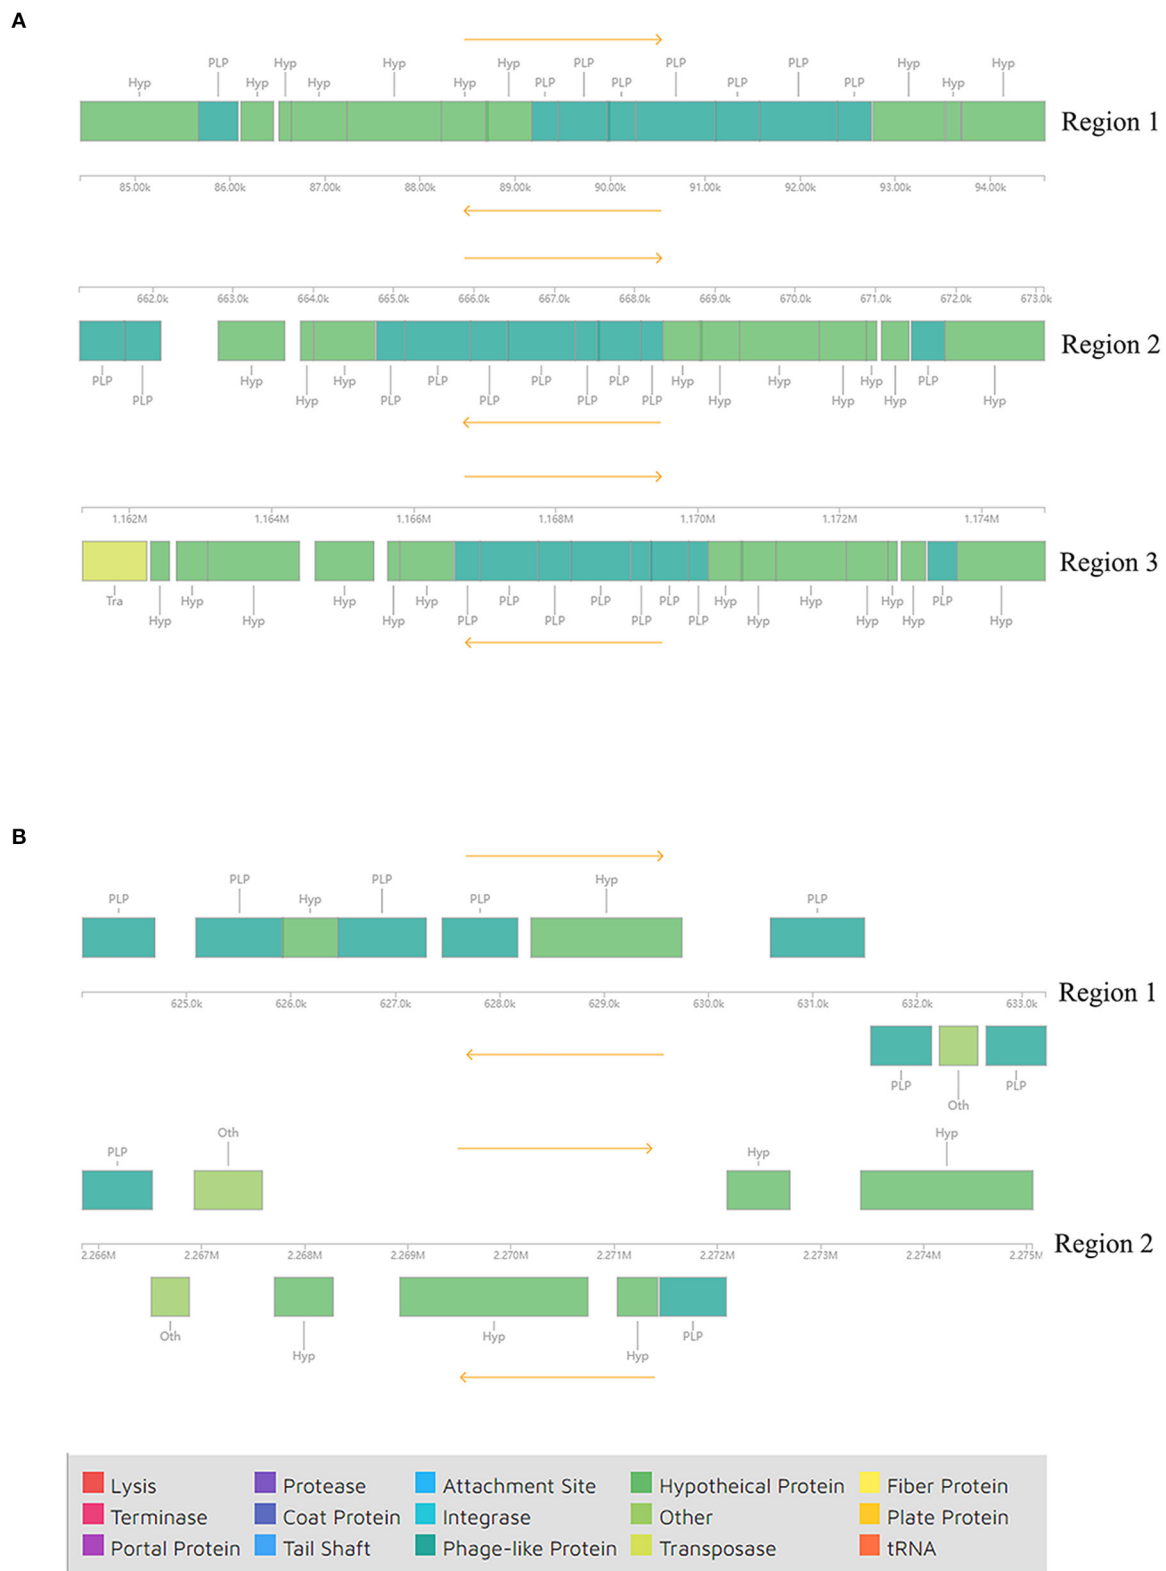 A
PLP Hyp Hyp PLP PLP PLP Hyp Hyp
Hyp Hyp Hyp Hyp PLP PLP PLP PLP Hyp
Region 1
85.00k 86.00k 87.00k 88.00k 89.00k 90.00k 91.00k 92.00k 93.00k 94.00k
662.0k 663.0k 664.0k 665.0k 666.0k 667.0k 668.0k 669.0k 670.0k 671.0k 672.0k 673.0k
Region 2
PLP Hyp Hyp PLP PLP PLP Hyp Hyp Hyp PLP
PLP Hyp PLP PLP PLP PLP Hyp Hyp Hyp Hyp
1.162M 1.164M 1.166M 1.168M 1.170M 1.172M 1.174M
Region 3
Tra Hyp Hyp Hyp PLP PLP PLP Hyp Hyp Hyp PLP
Hyp Hyp Hyp PLP PLP PLP PLP Hyp Hyp Hyp Hyp
B
PLP PLP Hyp
PLP Hyp PLP PLP
Region 1
625.0k 626.0k 627.0k 628.0k 629.0k 630.0k 631.0k 632.0k 633.0k
PLP PLP
Oth
Oth Hyp
PLP Hyp
Region 2
2.266M 2.267M 2.268M 2.269M 2.270M 2.271M 2.272M 2.273M 2.274M 2.275M
Oth Hyp PLP
Hyp Hyp
Lysis Protease Attachment Site Hypotheical Protein Fiber Protein
Terminase Coat Protein Integrase Other Plate Protein
Portal Protein Tail Shaft Phage-like Protein Transposase tRNA